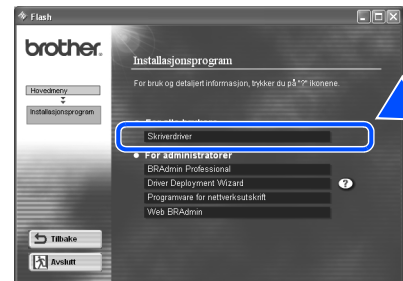 Flash
brother.
Installasjonsprogram
For bruk og detaljert informasjon, trykker du på "?" ikonene.
Hovedmeny
Installasjonsprogram
Skriverdriver
For administratorer
BRAdmin Professional
Driver Deployment Wizard
?
Programvare for nettverksutskrift
Web BRAdmin
Tilbake
Avslutt